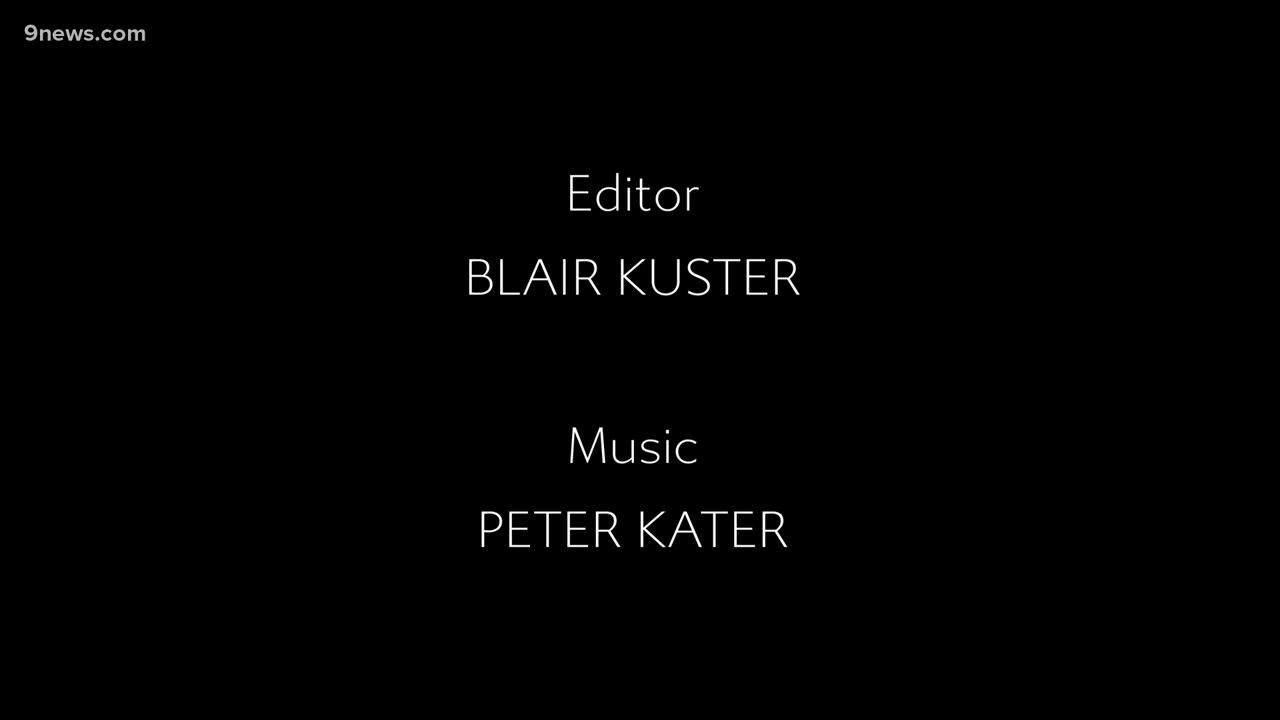 9news.com
Editor
BLAIR KUSTER
Music
PETER KATER